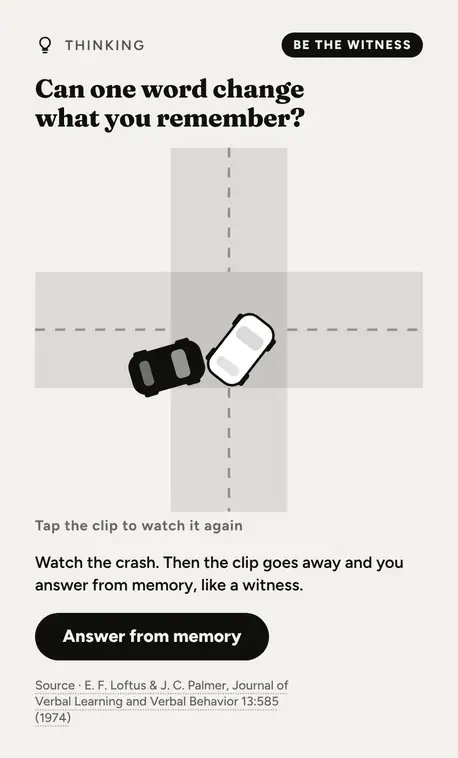 THINKING
BE THE WITNESS
Can one word change
what you remember?
Tap the clip to watch it again
Watch the crash. Then the clip goes away and you
answer from memory, like a witness.
Answer from memory
Source · E. F. Loftus & J. C. Palmer, Journal of
Verbal Learning and Verbal Behavior 13:585
(1974)